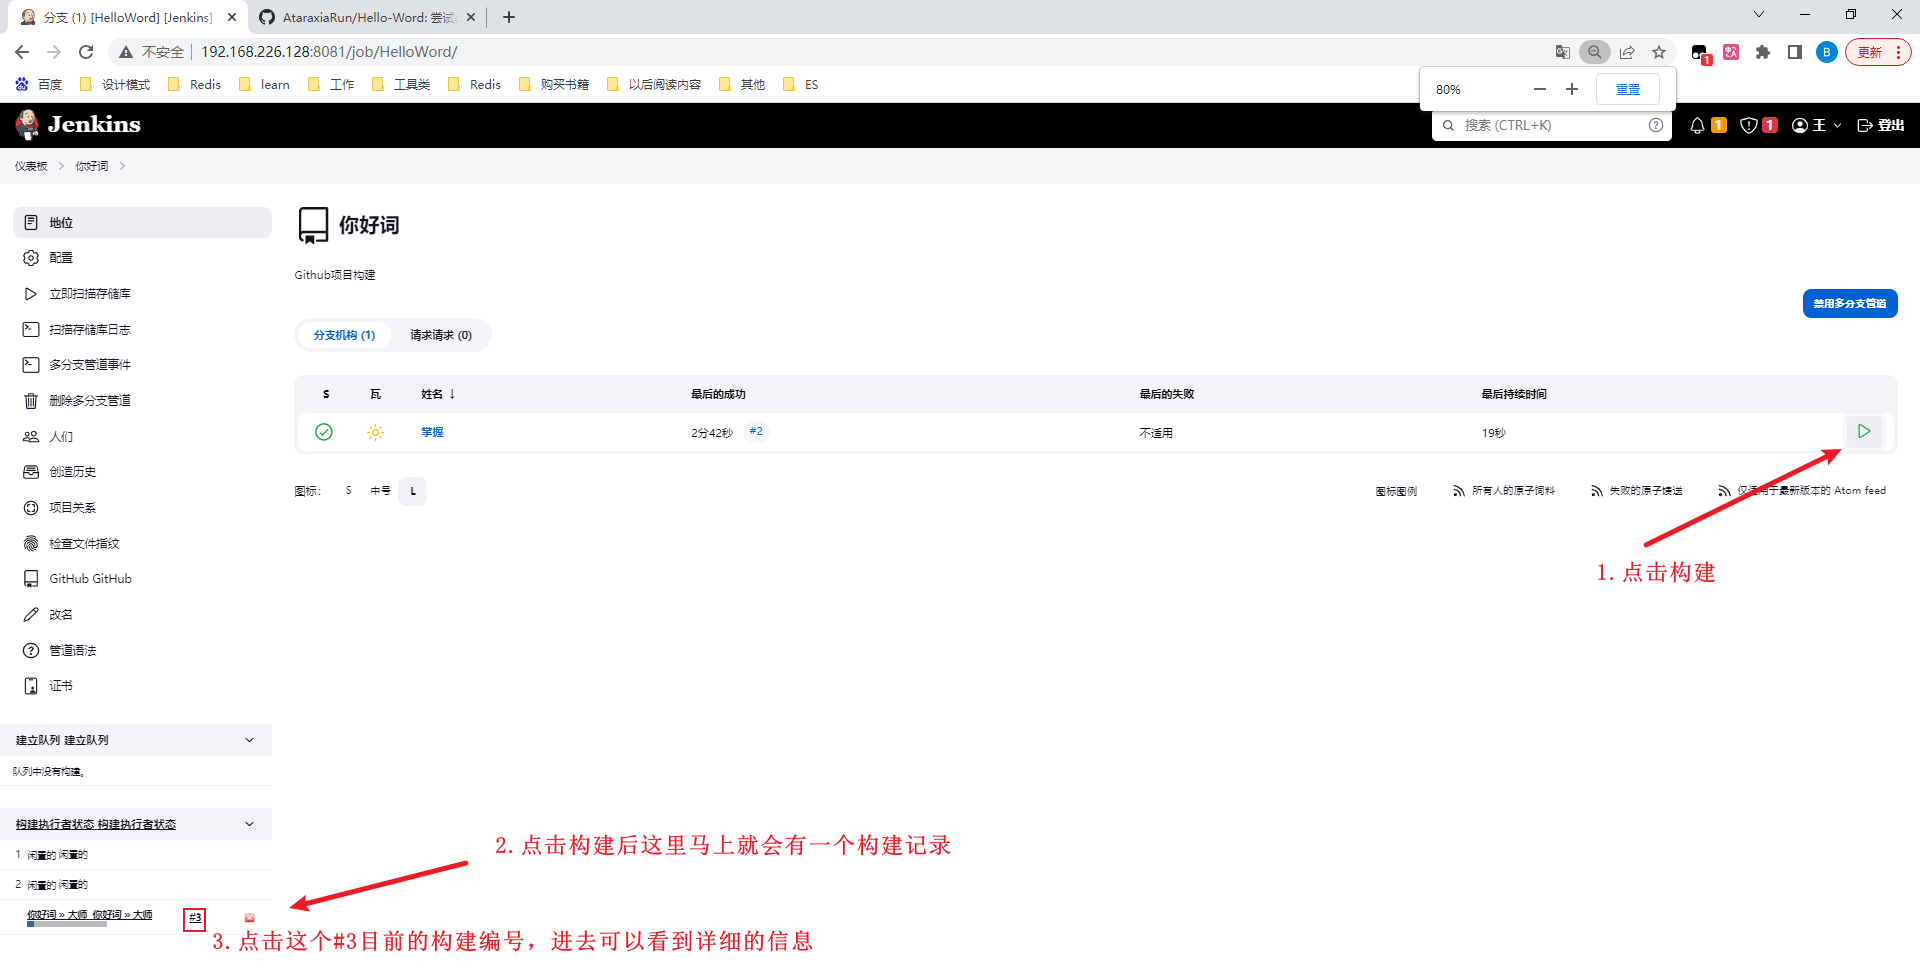 分支 (1) [HelloWord] [Jenkins]
AtaraxiaRun/Hello-Word: 尝试
不安全
192.168.226.128:8081/job/HelloWord/
1
B
更新
百度
设计模式
Redis
learn
工作
工具类
Redis
购买书籍
以后阅读内容
其他
ES
80%
重置
Jenkins
搜索 (CTRL+K)
1
1
王
登出
仪表板
你好词
地位
配置
立即扫描存储库
扫描存储库日志
多分支管道事件
删除多分支管道
人们
创造历史
项目关系
检查文件指纹
GitHub GitHub
改名
管道语法
证书
建立队列 建立队列
队列中没有构建。
构建执行者状态 构建执行者状态
1 闲置的 闲置的
2 闲置的 闲置的
你好词 » 大师 你好词 » 大师
#3
你好词
Github项目构建
禁用多分支管道
分支机构 (1)
请求请求 (0)
S 瓦 姓名 ↓ 最后的成功 最后的失败 最后持续时间
掌握 2分42秒 #2 不适用 19秒
图标: S 中号 L
图标图例
所有人的原子饲料
失败的原子馈送
仅适用于最新版本的 Atom feed
1.点击构建
2.点击构建后这里马上就会有一个构建记录
3.点击这个#3目前的构建编号，进去可以看到详细的信息